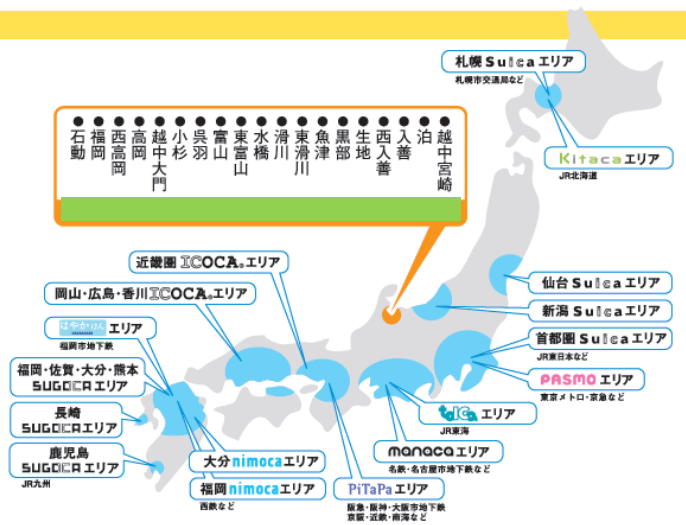 札幌 Suica エリア
札幌市交通局など
Kitaca エリア
JR北海道
石動
福岡
西高岡
高岡
越中大門
小杉
呉羽
富山
東富山
水橋
滑川
東滑川
魚津
黒部
生地
西入善
入善
泊
越中宮崎
近畿圏 ICOCA。エリア
岡山・広島・香川 ICOCA。エリア
はやかけん エリア
福岡市地下鉄
福岡・佐賀・大分・熊本
SUGOCA エリア
長崎
SUGOCA エリア
鹿児島
SUGOCA エリア
JR九州
仙台 Suica エリア
新潟 Suica エリア
首都圏 Suica エリア
JR東日本など
PASMO エリア
東京メトロ・京急など
toica エリア
JR東海
manaca エリア
名鉄・名古屋市地下鉄など
大分 nimoca エリア
福岡 nimoca エリア
西鉄など
PiTaPa エリア
阪急・阪神・大阪市地下鉄
京阪・近鉄・南海など